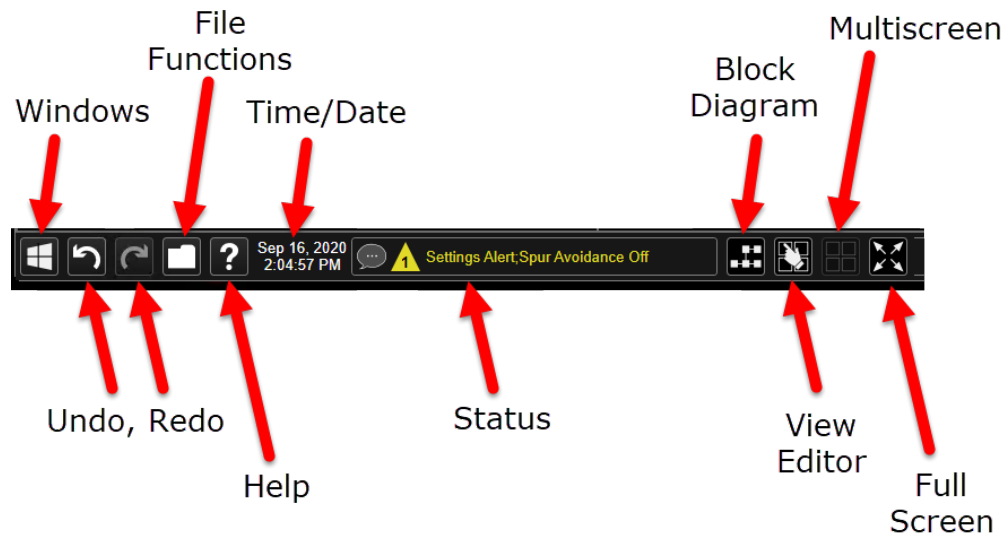 File
Functions
Multiscreen
Block
Diagram
Windows
Time/Date
?
Sep 16, 2020
2:04:57 PM
...
1
Settings Alert;Spur Avoidance Off
Undo, Redo
Status
View
Editor
Help
Full
Screen